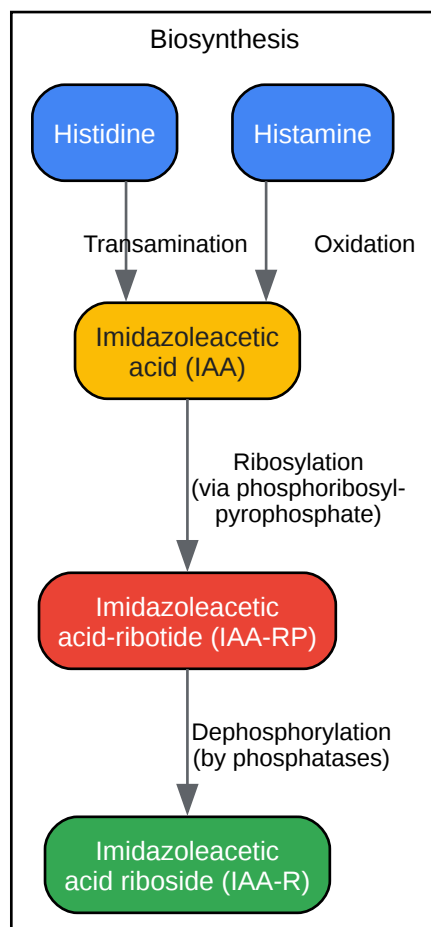 Biosynthesis
Histidine
Histamine
Transamination
Oxidation
Imidazoleacetic
acid (IAA)
Ribosylation
(via phosphoribosyl-
pyrophosphate)
Imidazoleacetic
acid-ribotide (IAA-RP)
Dephosphorylation
(by phosphatases)
Imidazoleacetic
acid riboside (IAA-R)